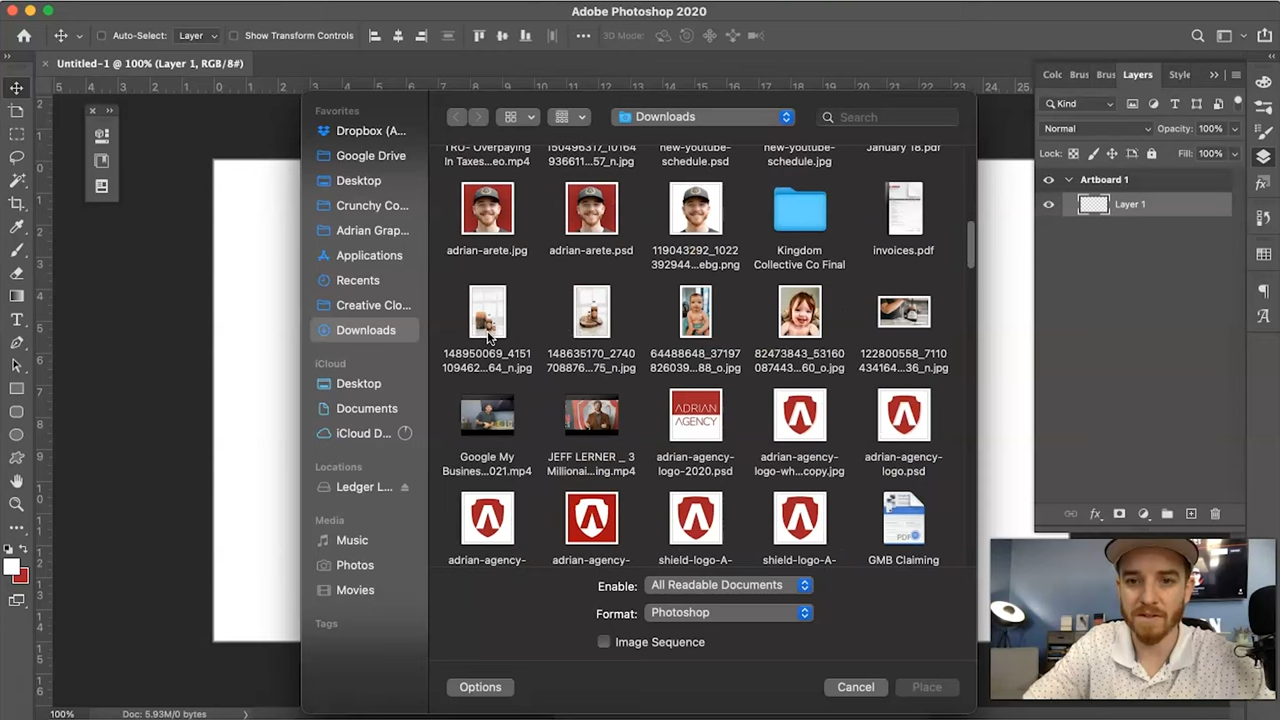 Adobe Photoshop 2020
Auto-Select:
Layer
Show Transform Controls
3D Mode:
Untitled-1 @ 100% (Layer 1, RGB/8#)
Favorites
Dropbox (A...
Google Drive
Desktop
Crunchy Co...
Adrian Grap...
Applications
Recents
Creative Clo...
Downloads
iCloud
Desktop
Documents
iCloud D...
Locations
Ledger L...
Media
Music
Photos
Movies
Tags
Downloads
Search
TRU- Overpaying
In Taxes...eo.mp4
150496317_10164
936611...57_n.jpg
new-youtube-
schedule.psd
new-youtube-
schedule.jpg
January 18.pdf
adrian-arete.jpg
adrian-arete.psd
119043292_1022
392944...ebg.png
Kingdom
Collective Co Final
invoices.pdf
148950069_4151
109462...64_n.jpg
148635170_2740
708876...75_n.jpg
64488648_37197
826039...88_o.jpg
82473843_53160
087443...60_o.jpg
122800558_7110
434164...36_n.jpg
Google My
Busines...021.mp4
JEFF LERNER _ 3
Millionai...ing.mp4
ADRIAN
AGENCY
adrian-agency-
logo-2020.psd
adrian-agency-
logo-wh...copy.jpg
adrian-agency-
logo.psd
adrian-agency-
adrian-agency-
shield-logo-A-
shield-logo-A-
PDF
GMB Claiming
Enable:
All Readable Documents
Format:
Photoshop
Image Sequence
Options
Cancel
Place
Colc
Brus
Brus
Layers
Style
Kind
Normal
Opacity:
100%
Lock:
Fill:
100%
Artboard 1
Layer 1
100%
Doc: 5.93M/0 bytes